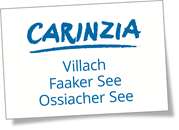 CARINZIA
Villach
Faaker See
Ossiacher See